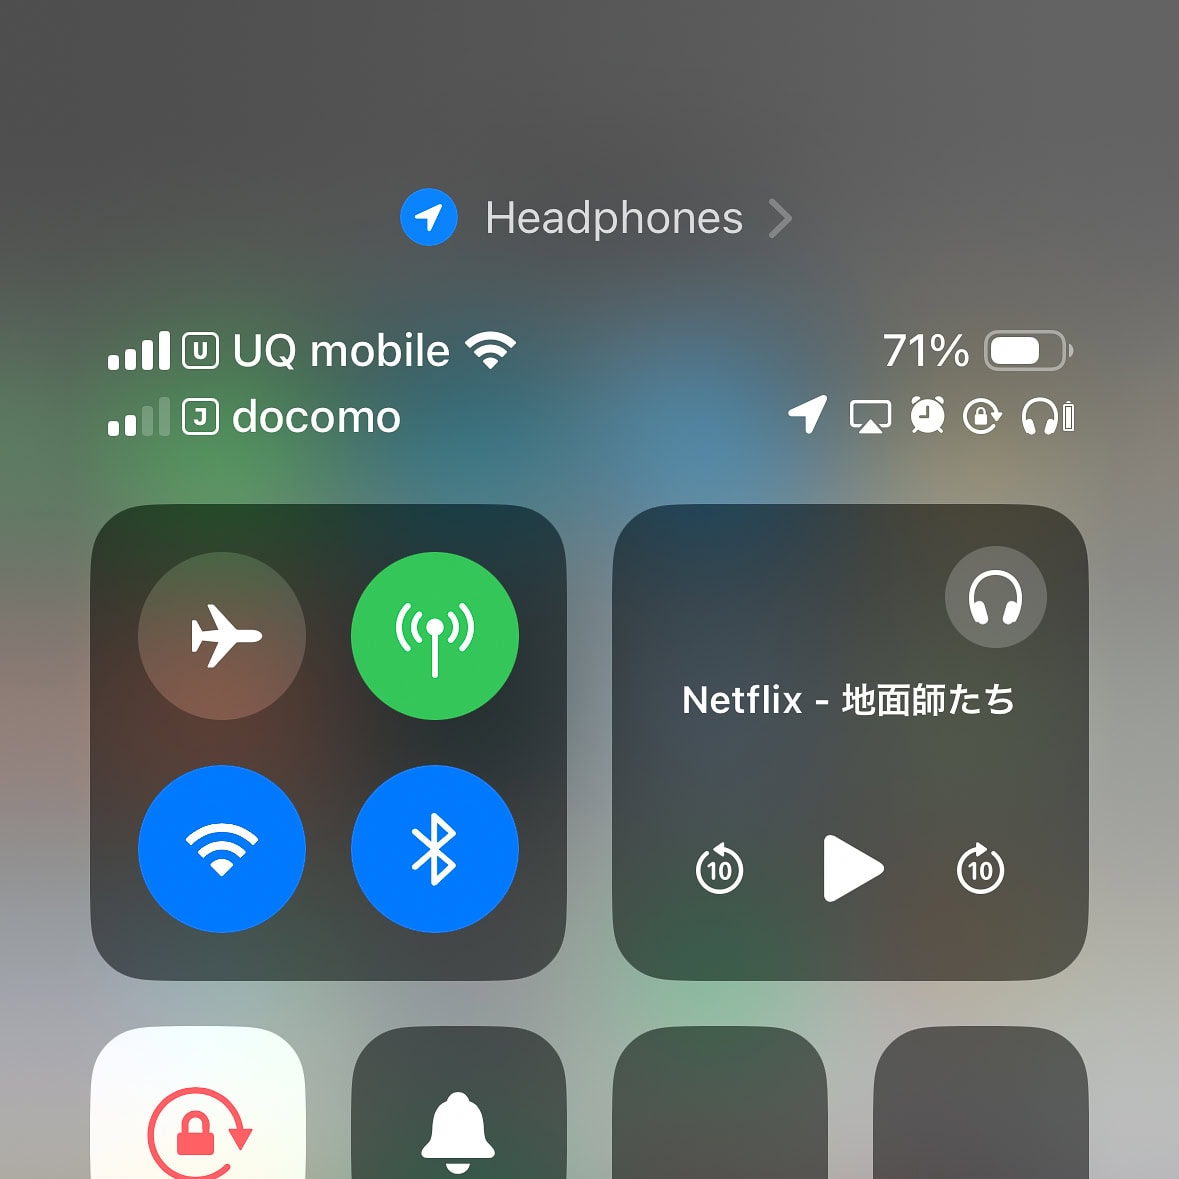 Headphones
U UQ mobile 71%
J docomo
Netflix - 地面師たち
10 10